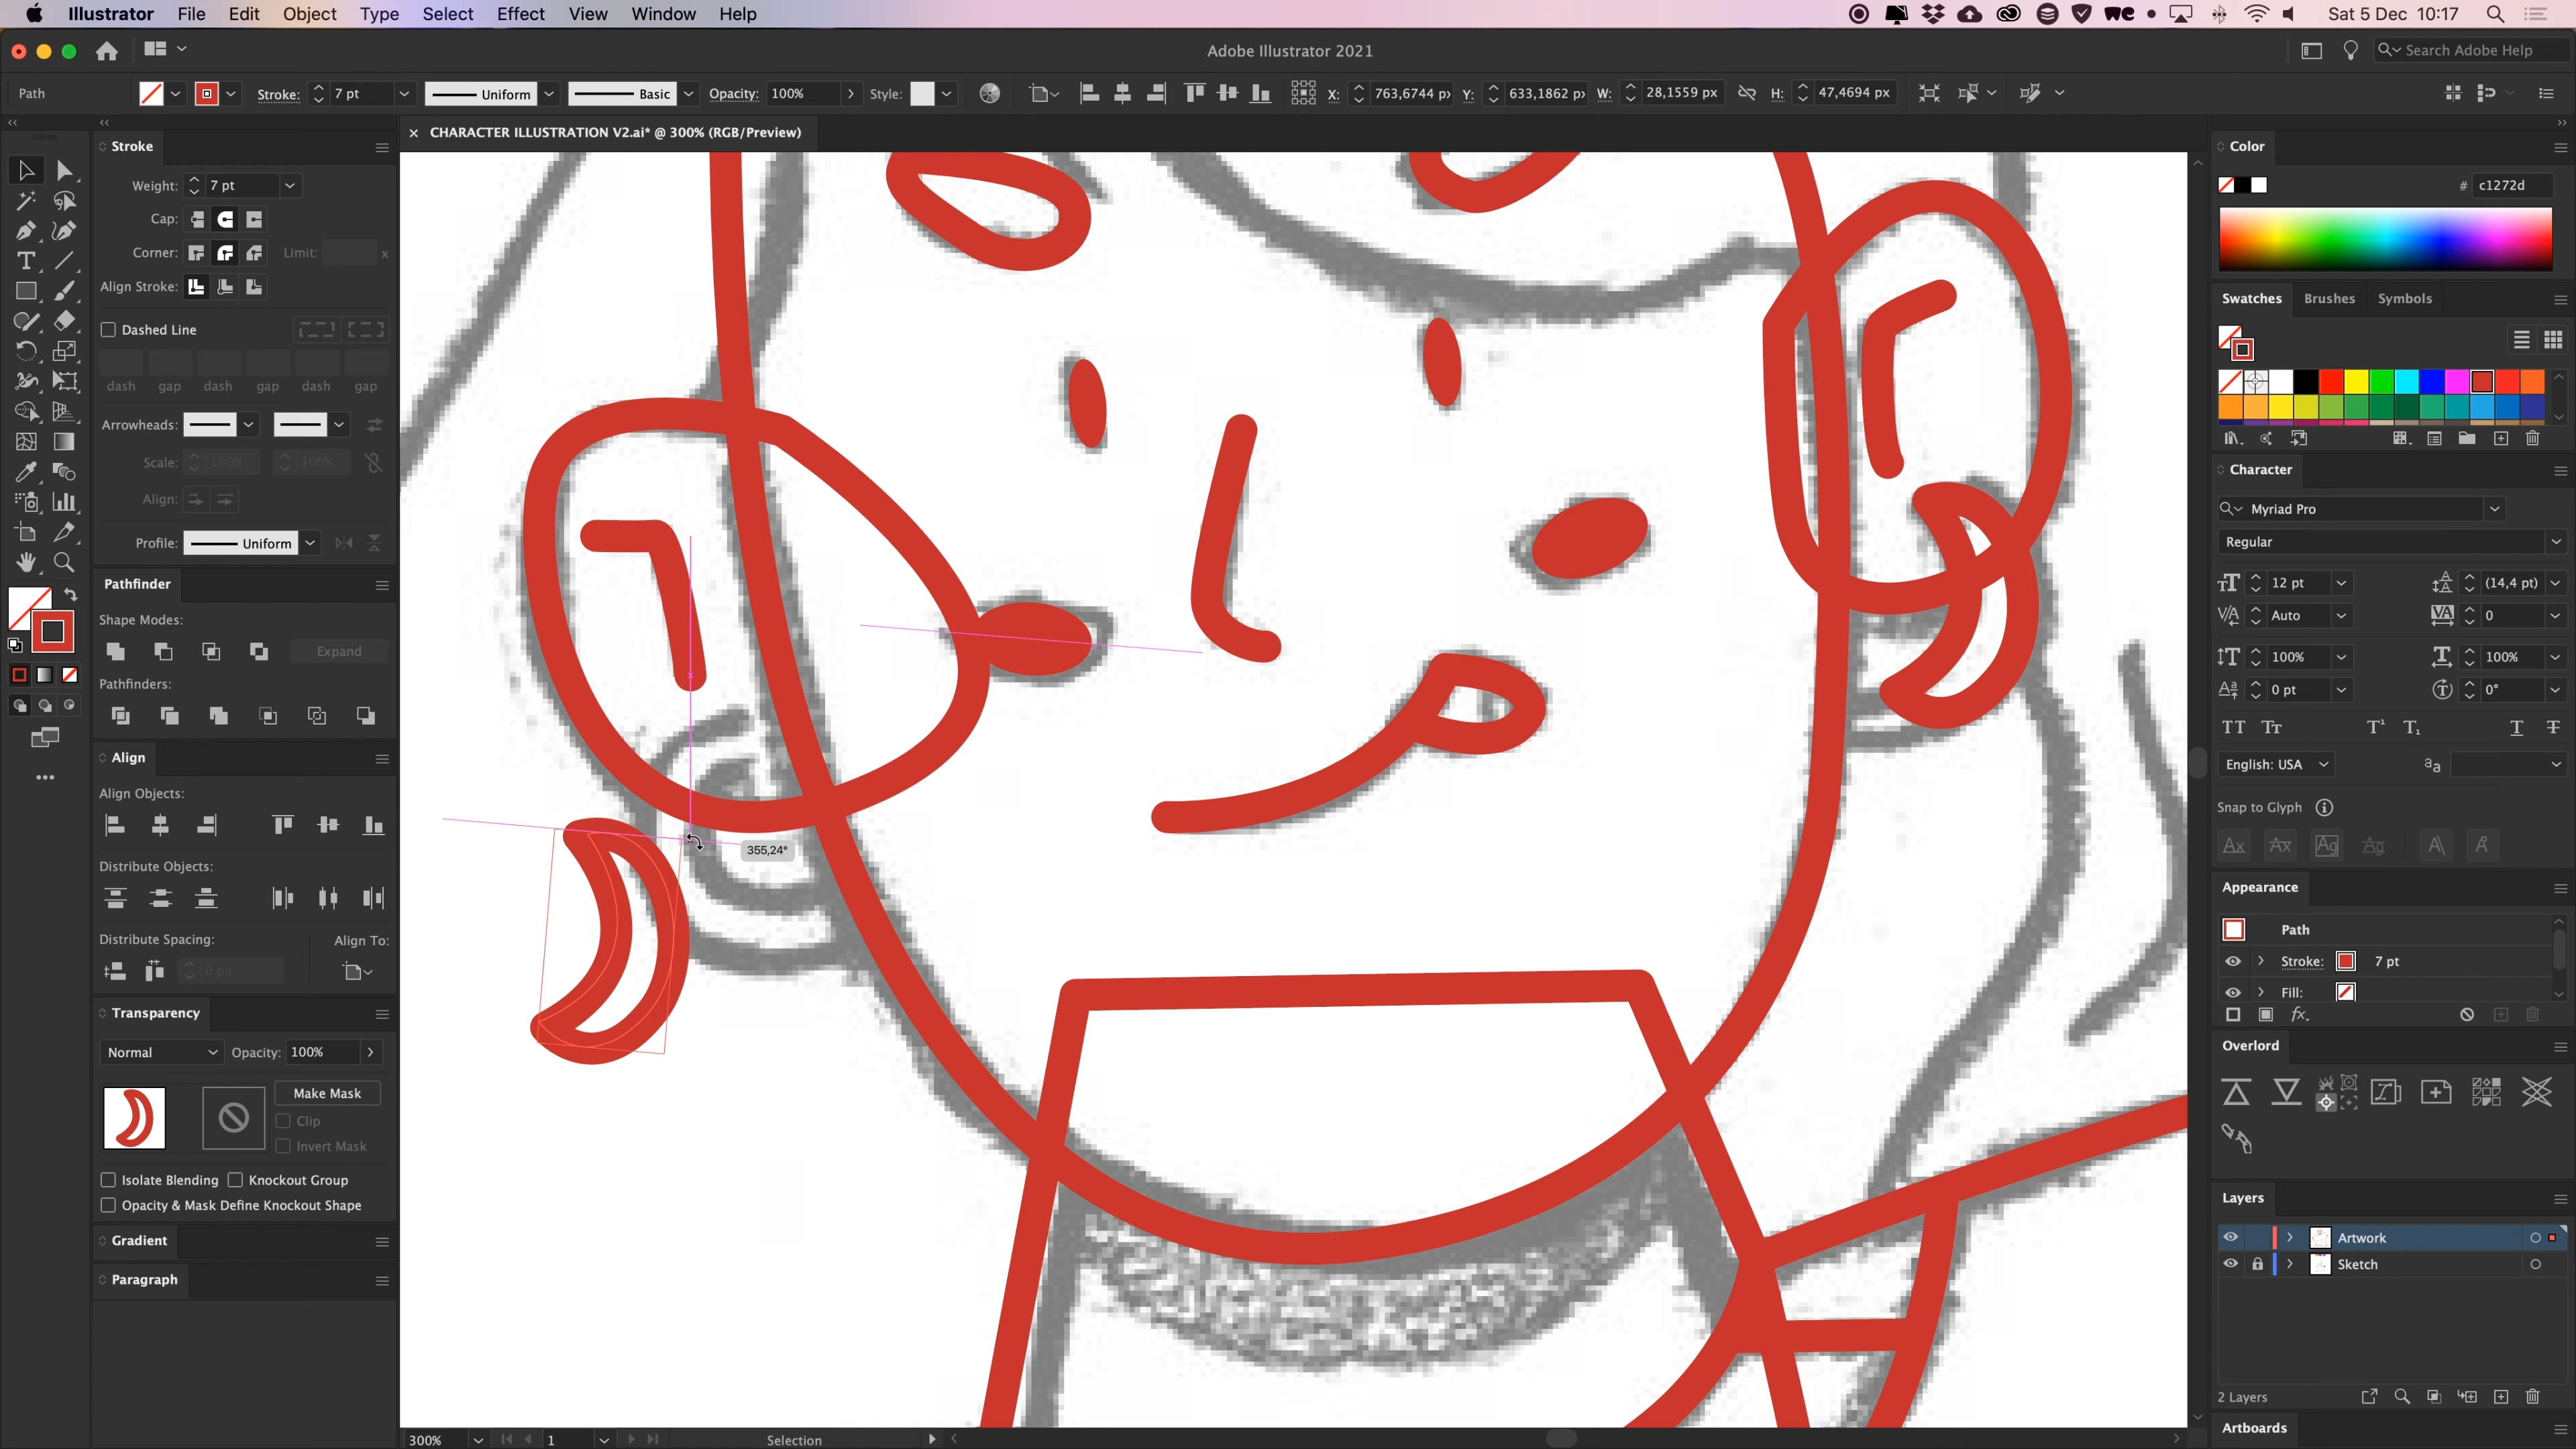 Illustrator File Edit Object Type Select Effect View Window Help
Sat 5 Dec 10:17
Adobe Illustrator 2021
Search Adobe Help
Path
Stroke: 7 pt
Uniform
Basic
Opacity: 100%
Style:
X: 763,6744 p
Y: 633,1862 p
W: 28,1559 px
H: 47,4694 px
× CHARACTER ILLUSTRATION V2.ai* @ 300% (RGB/Preview)
Stroke
Weight: 7 pt
Cap:
Corner: Limit: x
Align Stroke:
Dashed Line
dash gap dash gap dash gap
Arrowheads:
Scale: 100% 100%
Align:
Profile: Uniform
Pathfinder
Shape Modes:
Expand
Pathfinders:
Align
Align Objects:
Distribute Objects:
Distribute Spacing: Align To:
0 px
Transparency
Normal Opacity: 100%
Make Mask
Clip
Invert Mask
Isolate Blending Knockout Group
Opacity & Mask Define Knockout Shape
Gradient
Paragraph
355,24°
300% 1 Selection
Color
# c1272d
Swatches Brushes Symbols
Character
Myriad Pro
Regular
12 pt (14,4 pt)
Auto 0
100% 100%
0 pt 0°
English: USA
Snap to Glyph
Appearance
Path
Stroke: 7 pt
Fill:
Overlord
Layers
Artwork
Sketch
2 Layers
Artboards